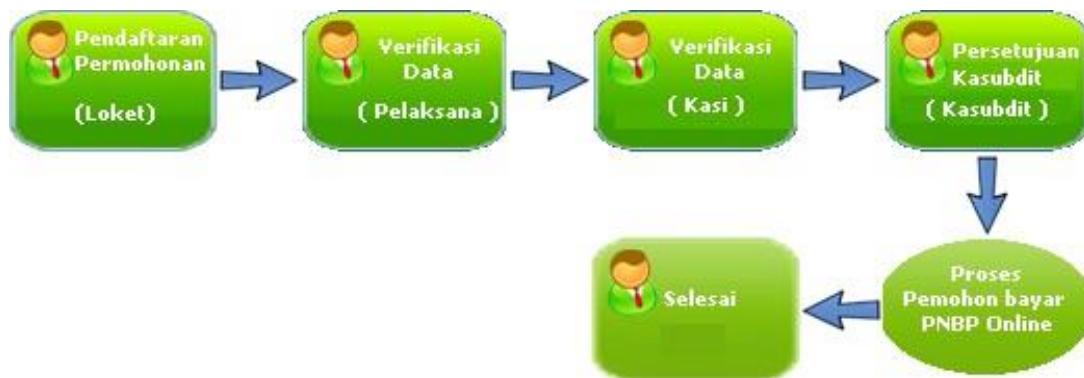 Pendaftaran
Permohonan
(Loket)
Verifikasi
Data
( Pelaksana )
Verifikasi
Data
( Kasi )
Persetujuan
Kasubdit
( Kasubdit )
Proses
Pemohon bayar
PNBP Online
Selesai